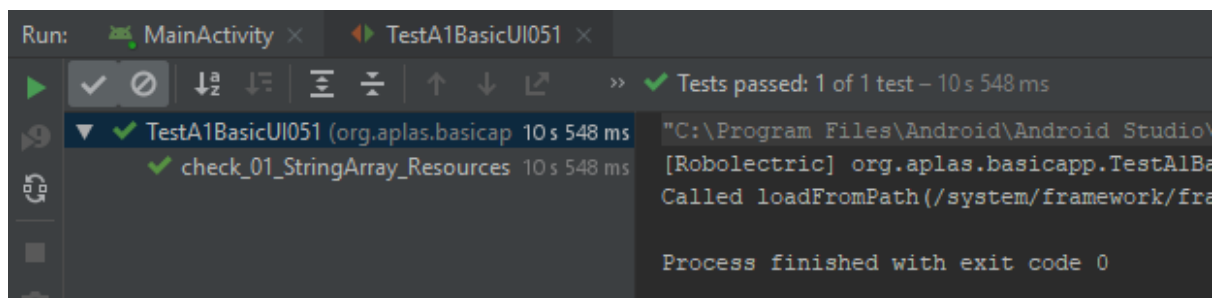 Run: MainActivity TestA1BasicUI051
Tests passed: 1 of 1 test – 10 s 548 ms
TestA1BasicUI051 (org.aplas.basicap 10 s 548 ms
check_01_StringArray_Resources 10 s 548 ms
"C:\Program Files\Android\Android Studio\
[Robolectric] org.aplas.basicapp.TestA1Ba
Called loadFromPath(/system/framework/fra
Process finished with exit code 0